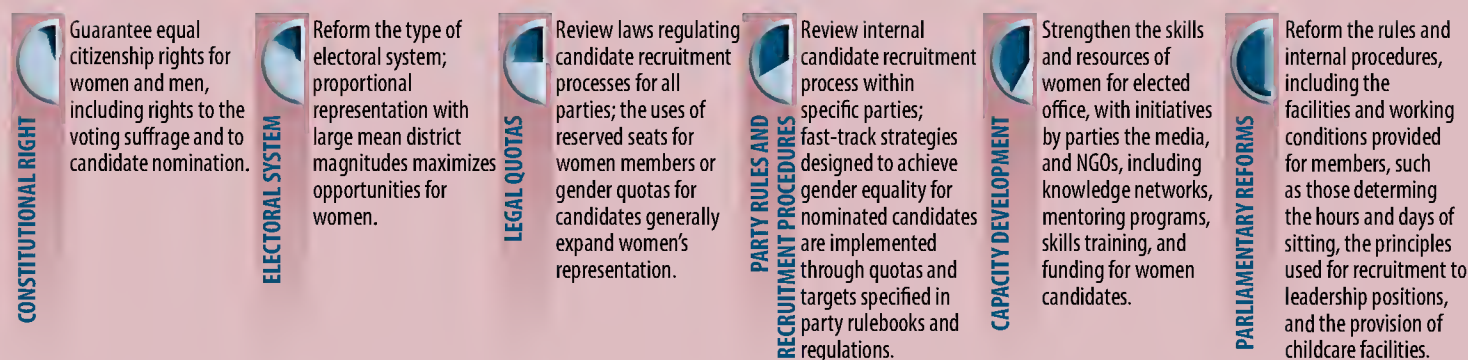 CONSTITUTIONAL RIGHT
Guarantee equal
citizenship rights for
women and men,
including rights to the
voting suffrage and to
candidate nomination.
ELECTORAL SYSTEM
Reform the type of
electoral system;
proportional
representation with
large mean district
magnitudes maximizes
opportunities for
women.
LEGAL QUOTAS
Review laws regulating
candidate recruitment
processes for all
parties; the uses of
reserved seats for
women members or
gender quotas for
candidates generally
expand women's
representation.
PARTY RULES AND
RECRUITMENT PROCEDURES
Review internal
candidate recruitment
process within
specific parties;
fast-track strategies
designed to achieve
gender equality for
nominated candidates
are implemented
through quotas and
targets specified in
party rulebooks and
regulations.
CAPACITY DEVELOPMENT
Strengthen the skills
and resources of
women for elected
office, with initiatives
by parties the media,
and NGOs, including
knowledge networks,
mentoring programs,
skills training, and
funding for women
candidates.
PARLIAMENTARY REFORMS
Reform the rules and
internal procedures,
including the
facilities and working
conditions provided
for members, such
as those determing
the hours and days of
sitting, the principles
used for recruitment to
leadership positions,
and the provision of
childcare facilities.